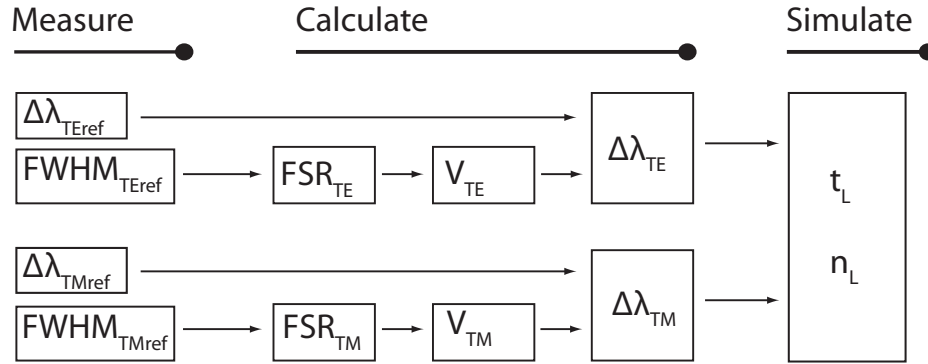 Measure Calculate Simulate
Δλ_TEref
FWHM_TEref FSR_TE V_TE Δλ_TE
Δλ_TMref
FWHM_TMref FSR_TM V_TM Δλ_TM
t_L
n_L